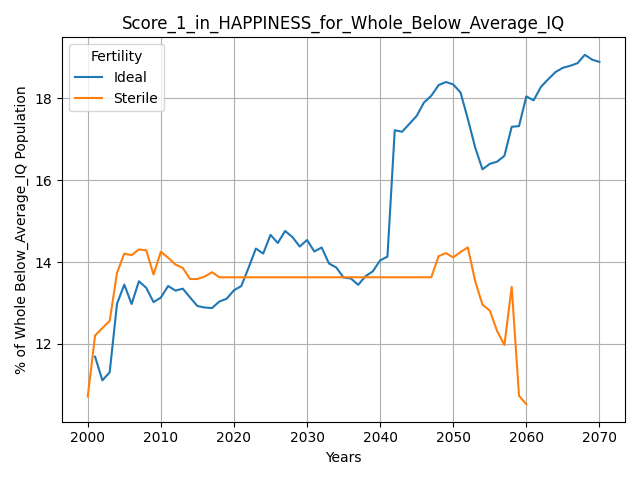 Score_1_in_HAPPINESS_for_Whole_Below_Average_IQ
Fertility
Ideal
Sterile
% of Whole Below_Average_IQ Population
18
16
14
12
2000 2010 2020 2030 2040 2050 2060 2070
Years